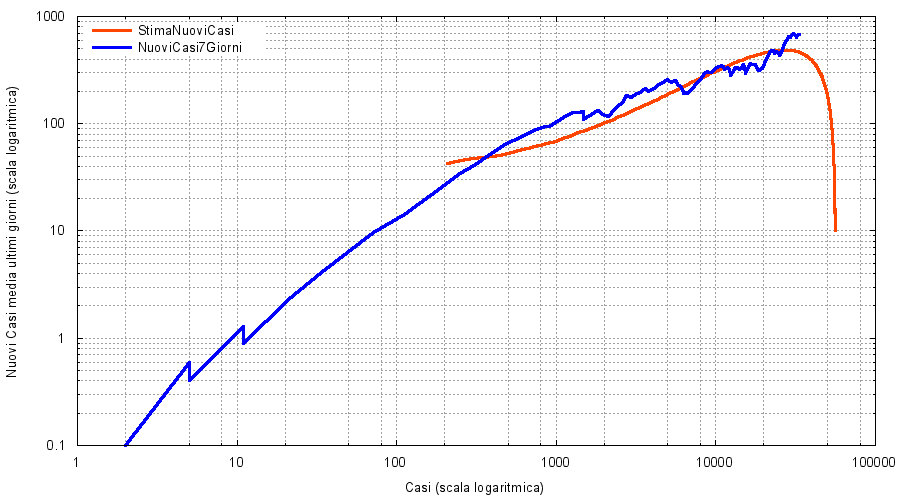 1000
StimaNuoviCasi
NuoviCasi7Giorni
100
10
1
0.1
Nuovi Casi media ultimi giorni (scala logaritmica)
1
10
100
1000
10000
100000
Casi (scala logaritmica)